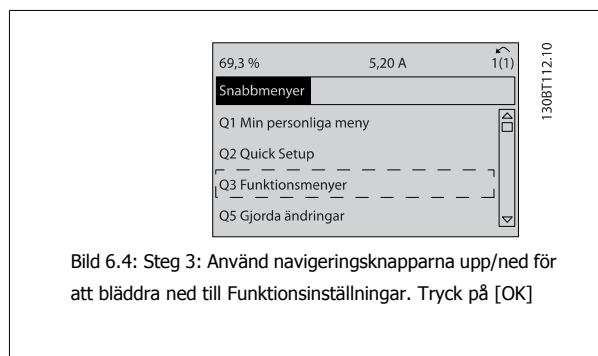 69,3 % 5,20 A 1(1)
Snabbmenyer
Q1 Min personliga meny
Q2 Quick Setup
Q3 Funktionsmenyer
Q5 Gjorda ändringar
130BT112.10
Bild 6.4: Steg 3: Använd navigeringsknapparna upp/ned för
att bläddra ned till Funktionsinställningar. Tryck på [OK]